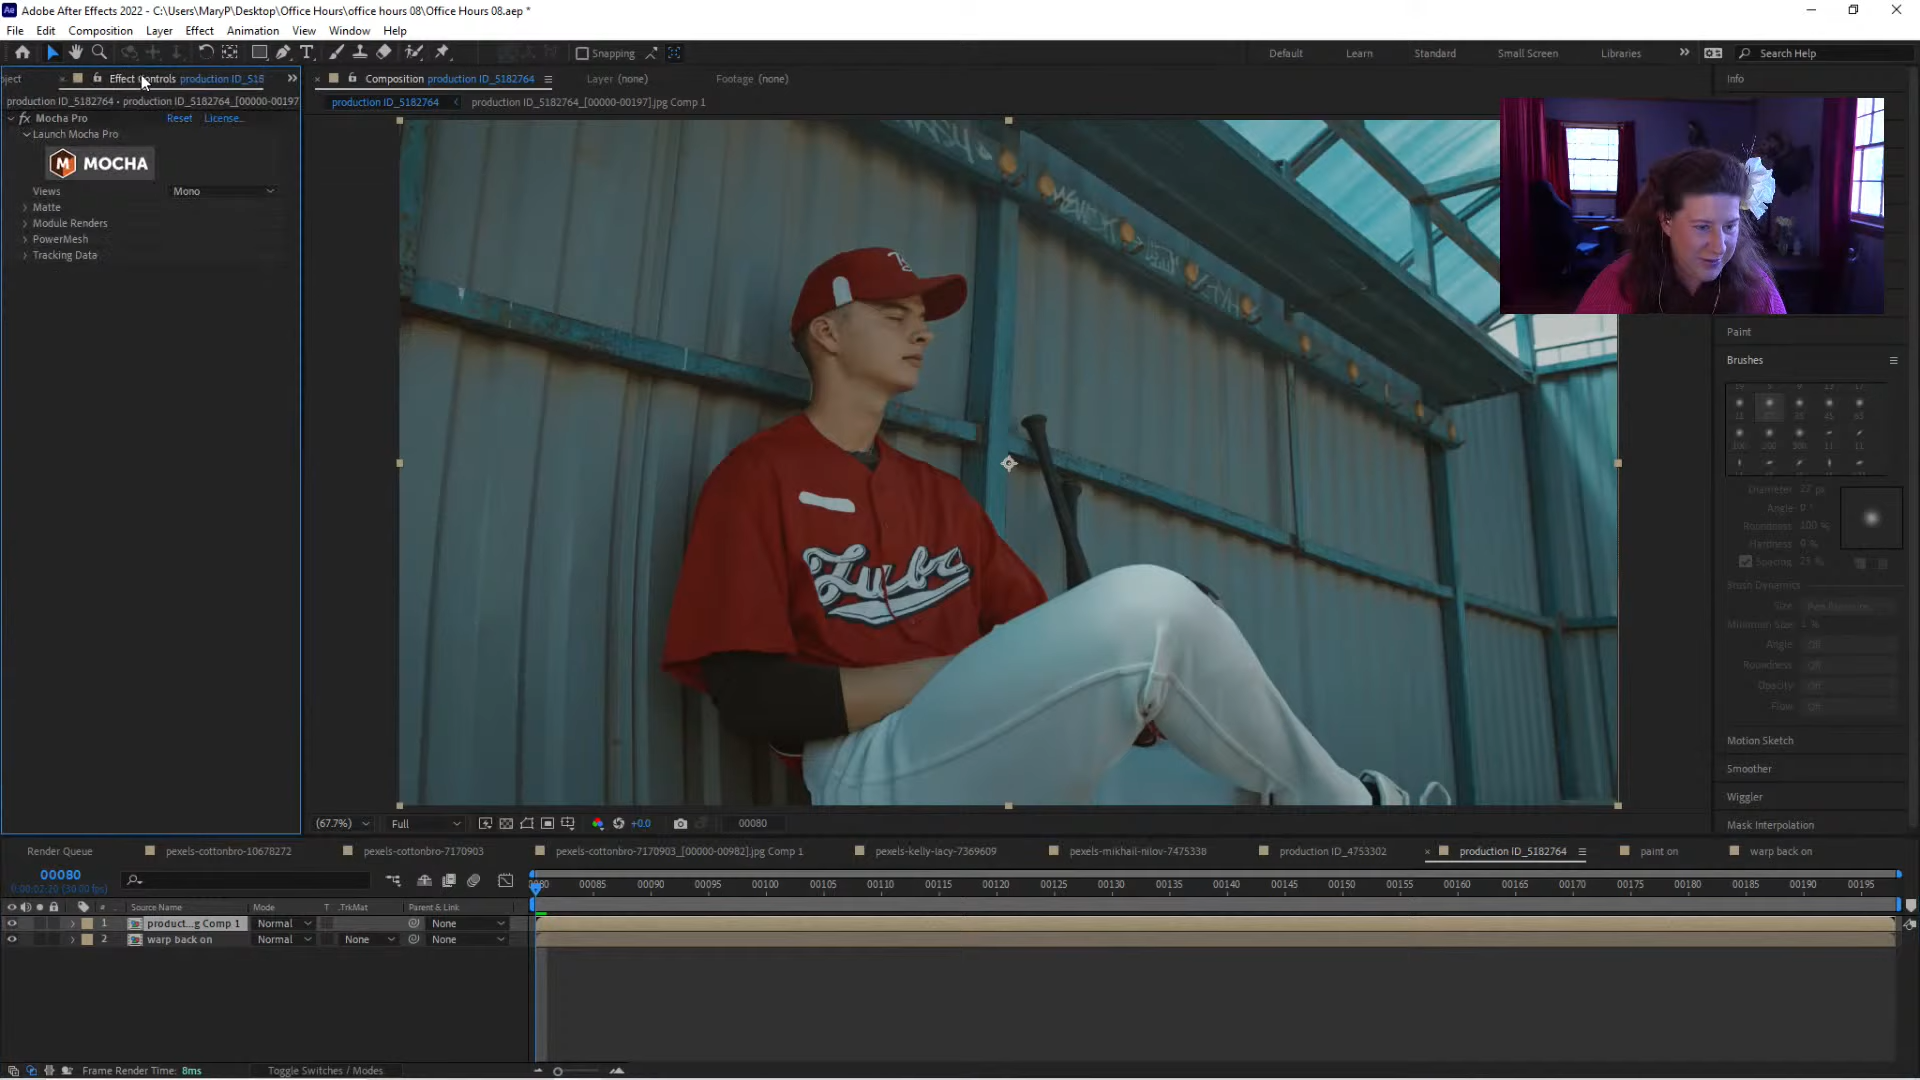 Adobe After Effects 2022 - C:\Users\MaryP\Desktop\Office Hours\office hours 08\Office Hours 08.aep *
File Edit Composition Layer Effect Animation View Window Help
Snapping Default Learn Standard Small Screen Libraries Search Help
oject Effect Controls production ID_518 Composition production ID_5182764 Layer (none) Footage (none) Info
production ID_5182764 • production ID_5182764_[00000-00197 production ID_5182764 production ID_5182764_[00000-00197].jpg Comp 1
fx Mocha Pro Reset License...
Launch Mocha Pro
M MOCHA
Views Mono
Matte
Module Renders
PowerMesh
Tracking Data
Paint
Brushes
Diameter: 27 px
Angle: 0°
Roundness: 100 %
Hardness: 0 %
Spacing: 25 %
Brush Dynamics
Size: Pen Pressure
Minimum Size: %
Angle: Off
Roundness: Off
Opacity: Off
Flow: Off
Motion Sketch
Smoother
Wiggler
Mask Interpolation
(67.7%) Full +0.0 00080
Render Queue pexels-cottonbro-10678272 pexels-cottonbro-7170903 pexels-cottonbro-7170903_[00000-00982].jpg Comp 1 pexels-kelly-lacy-7369609 pexels-mikhail-nilov-7475338 production ID_4753302 production ID_5182764 paint on warp back on
00080
0:00:02:20 (30.00 fps)
0080 00085 00090 00095 00100 00105 00110 00115 00120 00125 00130 00135 00140 00145 00150 00155 00160 00165 00170 00175 00180 00185 00190 00195
# Source Name Mode T .TrkMat Parent & Link
1 product...g Comp 1 Normal None
2 warp back on Normal None None
Frame Render Time: 8ms Toggle Switches / Modes